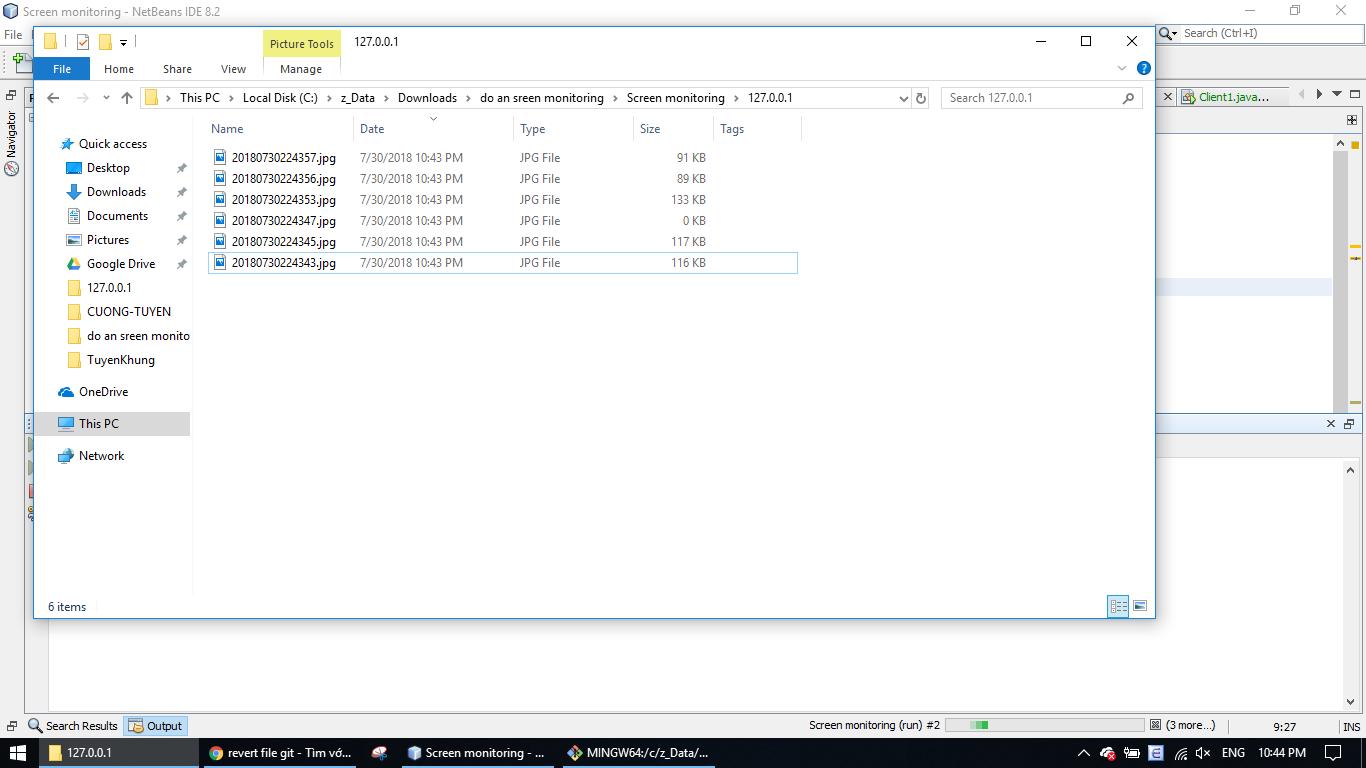 Screen monitoring - NetBeans IDE 8.2
File
Search (Ctrl+I)
Picture Tools
127.0.0.1
File Home Share View Manage
This PC Local Disk (C:) z_Data Downloads do an sreen monitoring Screen monitoring 127.0.0.1
Search 127.0.0.1
Client1.java...
Navigator
Name Date Type Size Tags
Quick access
Desktop
Downloads
Documents
Pictures
Google Drive
127.0.0.1
CUONG-TUYEN
do an sreen monito
TuyenKhung
OneDrive
This PC
Network
20180730224357.jpg 7/30/2018 10:43 PM JPG File 91 KB
20180730224356.jpg 7/30/2018 10:43 PM JPG File 89 KB
20180730224353.jpg 7/30/2018 10:43 PM JPG File 133 KB
20180730224347.jpg 7/30/2018 10:43 PM JPG File 0 KB
20180730224345.jpg 7/30/2018 10:43 PM JPG File 117 KB
20180730224343.jpg 7/30/2018 10:43 PM JPG File 116 KB
6 items
Search Results Output
Screen monitoring (run) #2 (3 more...) 9:27 INS
127.0.0.1 revert file git - Tìm vớ... Screen monitoring - ... MINGW64:/c/z_Data/... ENG 10:44 PM